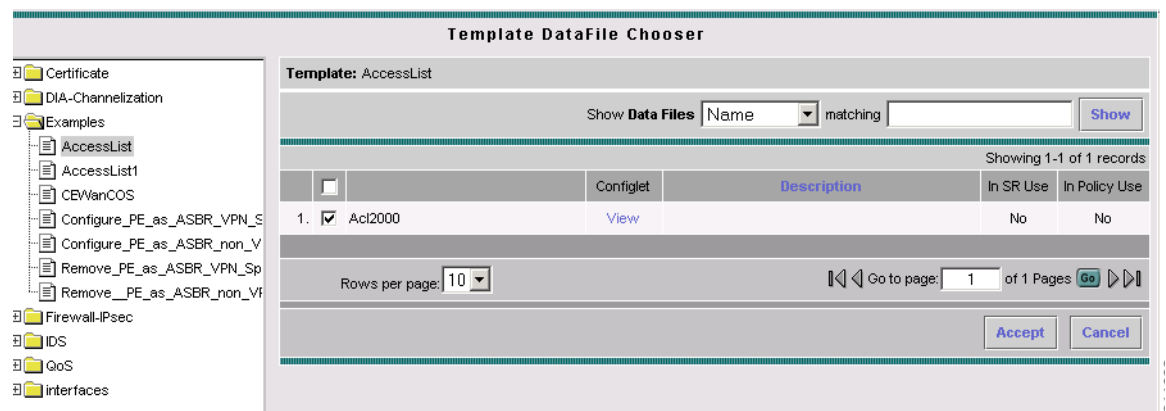 Template DataFile Chooser
Certificate
DIA-Channelization
Examples
AccessList
AccessList1
CEWanCOS
Configure_PE_as_ASBR_VPN_S
Configure_PE_as_ASBR_non_V
Remove_PE_as_ASBR_VPN_Sp
Remove__PE_as_ASBR_non_VF
Firewall-IPsec
IDS
QoS
interfaces
Template: AccessList
Show Data Files Name matching Show
Showing 1-1 of 1 records
Configlet Description In SR Use In Policy Use
1. Acl2000 View No No
Rows per page: 10 Go to page: 1 of 1 Pages Go
Accept Cancel